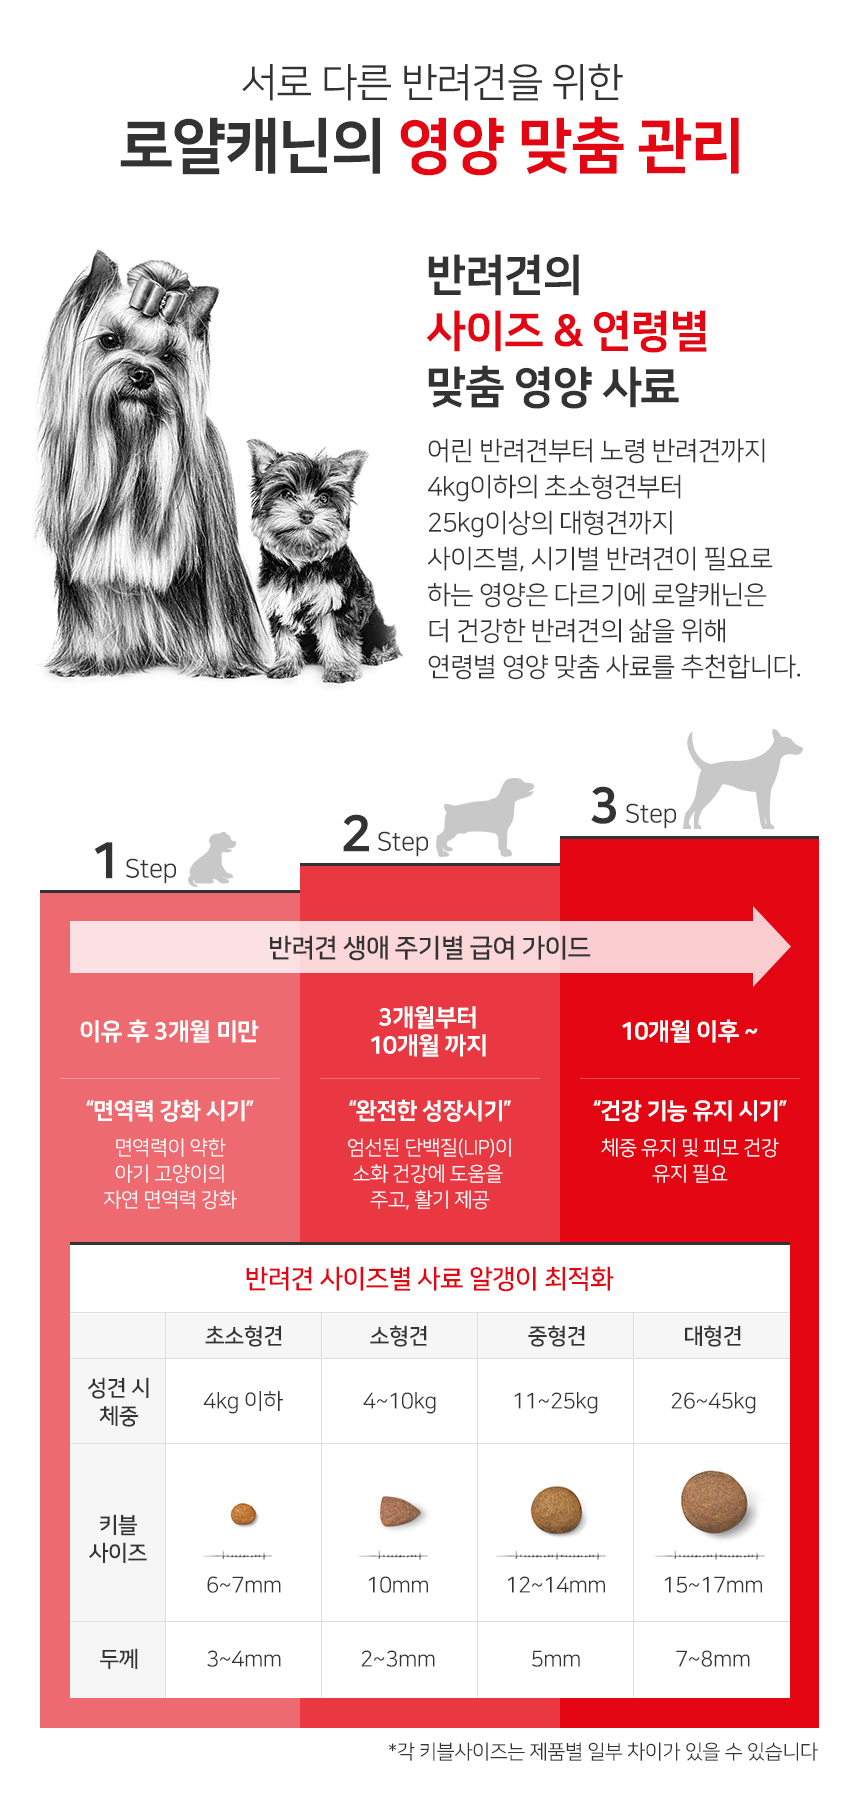 서로 다른 반려견을 위한
로얄캐닌의 영양 맞춤 관리
반려견의
사이즈 & 연령별
맞춤 영양 사료
어린 반려견부터 노령 반려견까지
4kg이하의 초소형견부터
25kg이상의 대형견까지
사이즈별, 시기별 반려견이 필요로
하는 영양은 다르기에 로얄캐닌은
더 건강한 반려견의 삶을 위해
연령별 영양 맞춤 사료를 추천합니다.
1 Step
2 Step
3 Step
반려견 생애 주기별 급여 가이드
이유 후 3개월 미만
“면역력 강화 시기”
면역력이 약한
아기 고양이의
자연 면역력 강화
3개월부터
10개월 까지
“완전한 성장시기”
엄선된 단백질(LIP)이
소화 건강에 도움을
주고, 활기 제공
10개월 이후 ~
“건강 기능 유지 시기”
체중 유지 및 피모 건강
유지 필요
반려견 사이즈별 사료 알갱이 최적화
초소형견 소형견 중형견 대형견
성견 시
체중
4kg 이하 4~10kg 11~25kg 26~45kg
키블
사이즈
6~7mm 10mm 12~14mm 15~17mm
두께 3~4mm 2~3mm 5mm 7~8mm
*각 키블사이즈는 제품별 일부 차이가 있을 수 있습니다